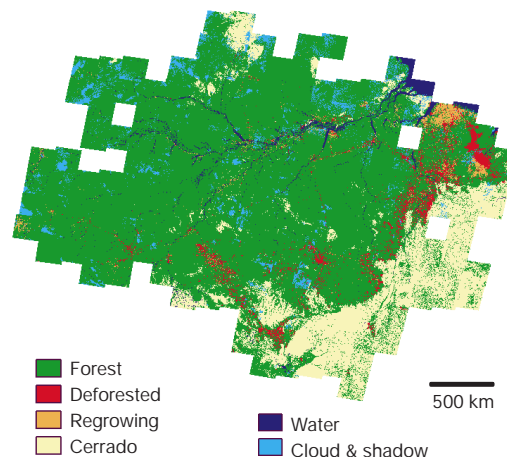 Forest
Deforested
Regrowing
Cerrado
Water
Cloud & shadow
500 km